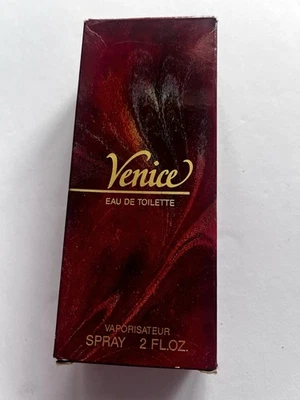 Venice
EAU DE TOILETTE
VAPORISATEUR
SPRAY 2 FL.OZ.